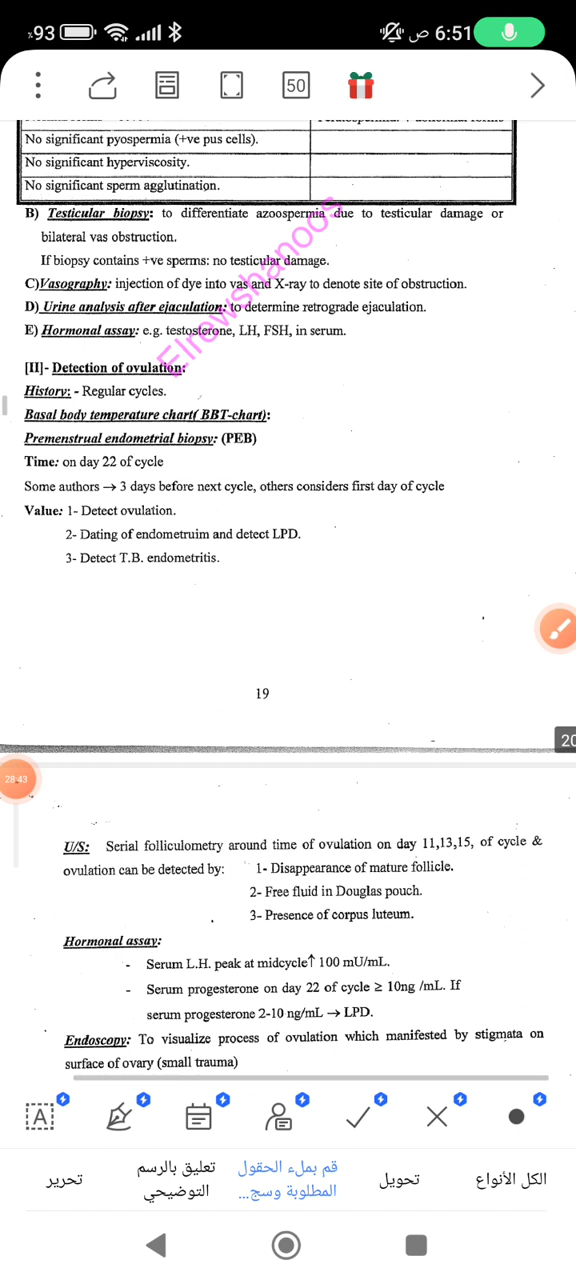 ٪93
6:51 ص
50
No significant pyospermia (+ve pus cells).
No significant hyperviscosity.
No significant sperm agglutination.
B) Testicular biopsy: to differentiate azoospermia due to testicular damage or
bilateral vas obstruction.
If biopsy contains +ve sperms: no testicular damage.
C)Vasography: injection of dye into vas and X-ray to denote site of obstruction.
D) Urine analysis after ejaculation: to determine retrograde ejaculation.
E) Hormonal assay: e.g. testosterone, LH, FSH, in serum.
Elrewshanoos
[II]- Detection of ovulation:
History: - Regular cycles.
Basal body temperature chart( BBT-chart):
Premenstrual endometrial biopsy: (PEB)
Time: on day 22 of cycle
Some authors → 3 days before next cycle, others considers first day of cycle
Value: 1- Detect ovulation.
2- Dating of endometruim and detect LPD.
3- Detect T.B. endometritis.
19
20
28:43
U/S: Serial folliculometry around time of ovulation on day 11,13,15, of cycle &
ovulation can be detected by: 1- Disappearance of mature follicle.
2- Free fluid in Douglas pouch.
3- Presence of corpus luteum.
Hormonal assay:
- Serum L.H. peak at midcycle↑ 100 mU/mL.
- Serum progesterone on day 22 of cycle ≥ 10ng /mL. If
serum progesterone 2-10 ng/mL → LPD.
Endoscopy: To visualize process of ovulation which manifested by stigmata on
surface of ovary (small trauma)
A
الكل الأنواع
تحويل
قم بملء الحقول
المطلوبة وسج...
تعليق بالرسم
التوضيحي
تحرير